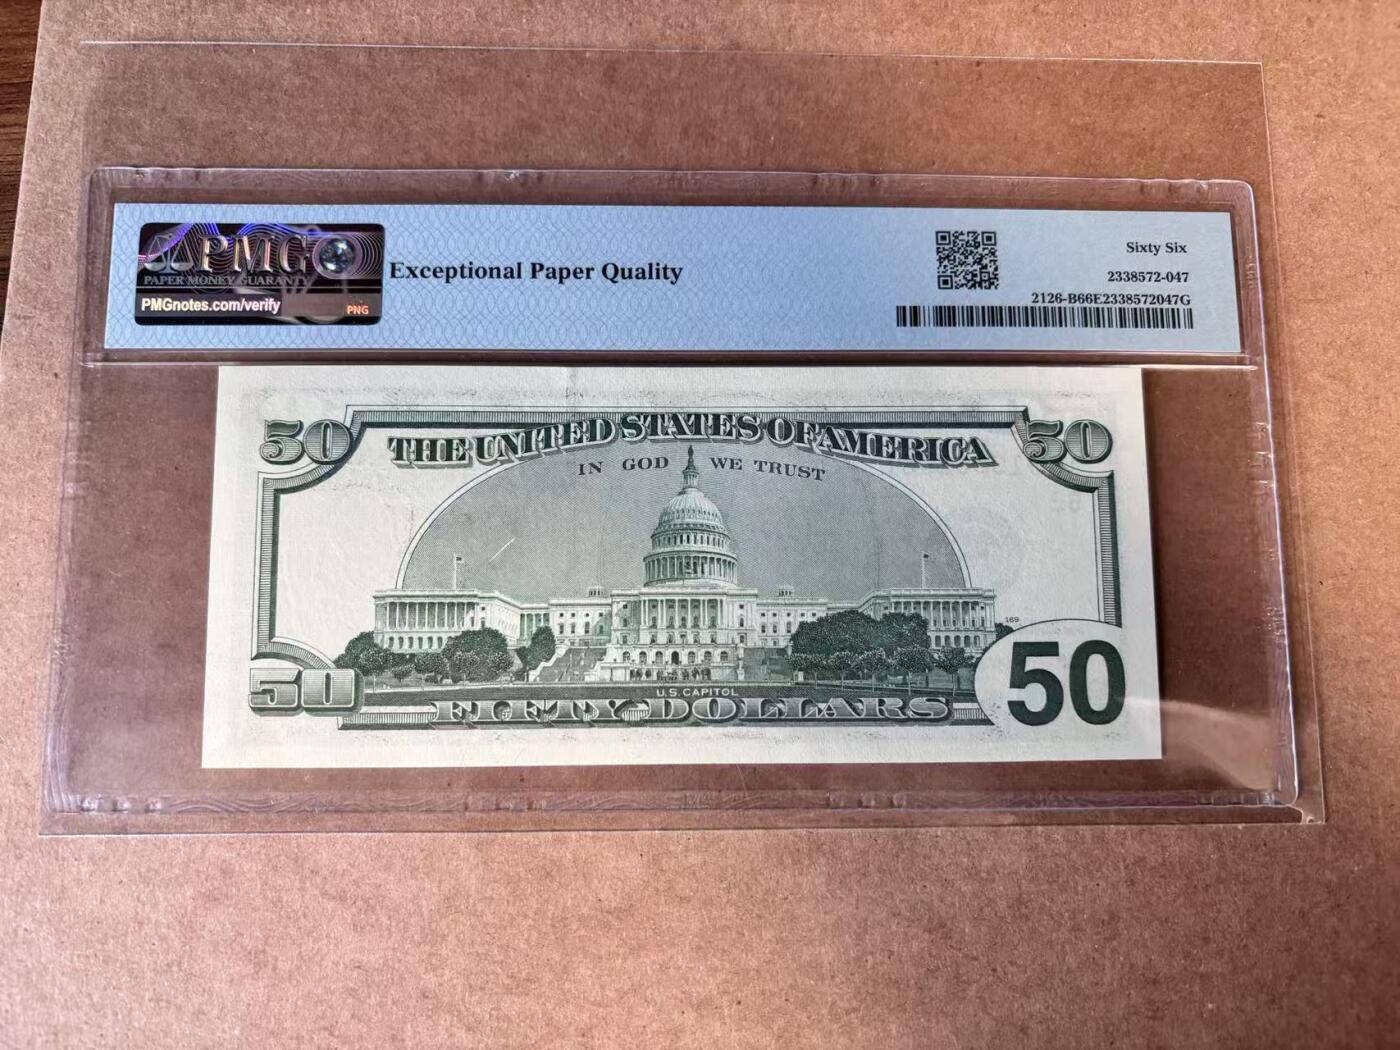 PMG
PAPER MONEY GUARANTY
PMGnotes.com/verify
PNG
Exceptional Paper Quality
Sixty Six
2338572-047
2126-B66E2338572047G
50
THE UNITED STATES OF AMERICA
50
IN GOD WE TRUST
169
U.S. CAPITOL
50
FIFTY DOLLARS
50